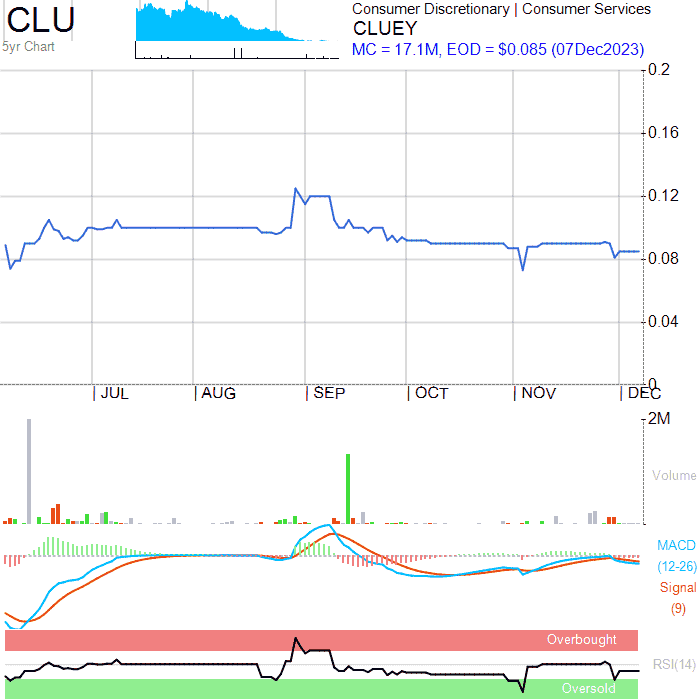 CLU
5yr Chart
Consumer Discretionary | Consumer Services
CLUEY
MC = 17.1M, EOD = $0.085 (07Dec2023)
0.2
0.16
0.12
0.08
0.04
0
JUL AUG SEP OCT NOV DEC
2M
Volume
MACD
(12-26)
Signal
(9)
Overbought
RSI(14)
Oversold